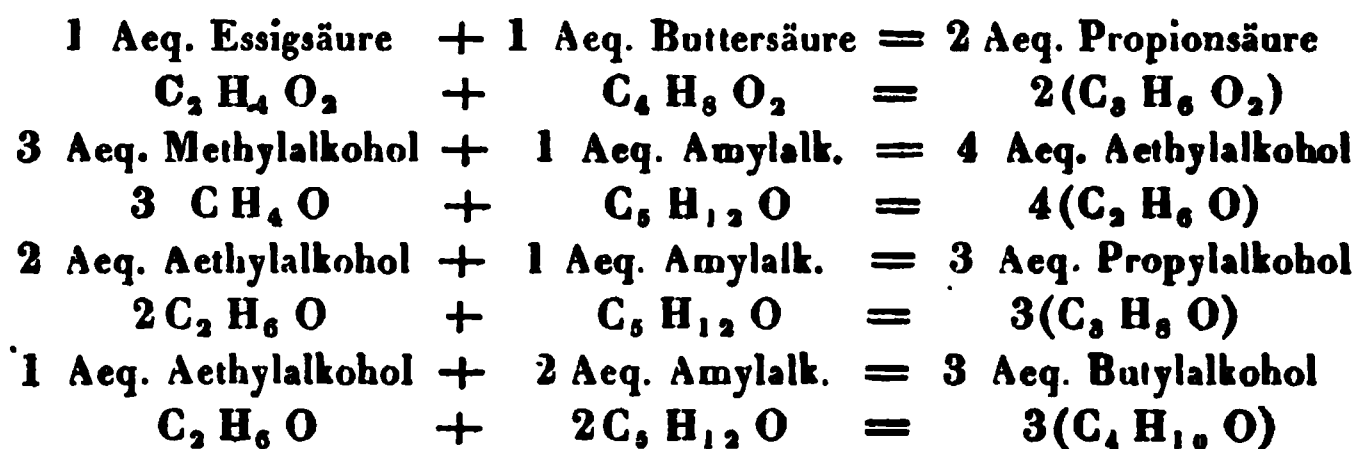 1 Aeq. Essigsäure + 1 Aeq. Buttersäure = 2 Aeq. Propionsäure
C₂ H₄ O₂ + C₄ H₈ O₂ = 2(C₃ H₆ O₂)
3 Aeq. Methylalkohol + 1 Aeq. Amylalk. = 4 Aeq. Aethylalkohol
3 C H₄ O + C₅ H₁₂ O = 4(C₂ H₆ O)
2 Aeq. Aethylalkohol + 1 Aeq. Amylalk. = 3 Aeq. Propylalkohol
2 C₂ H₆ O + C₅ H₁₂ O = 3(C₃ H₈ O)
1 Aeq. Aethylalkohol + 2 Aeq. Amylalk. = 3 Aeq. Butylalkohol
C₂ H₆ O + 2C₅ H₁₂ O = 3(C₄ H₁₀ O)